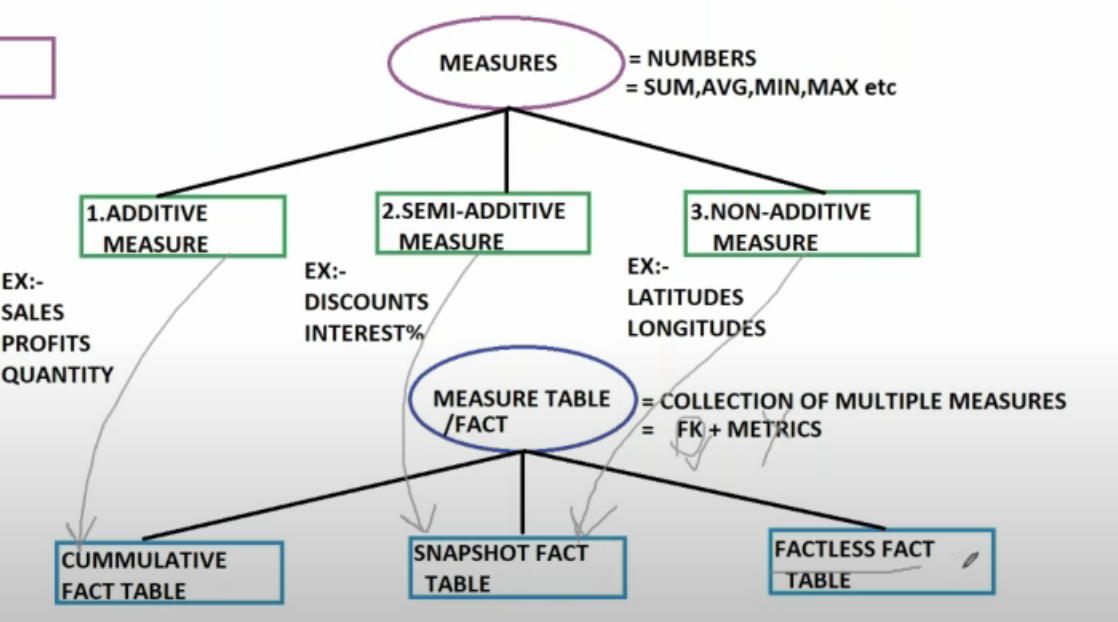 MEASURES
= NUMBERS
= SUM,AVG,MIN,MAX etc
1.ADDITIVE
MEASURE
2.SEMI-ADDITIVE
MEASURE
3.NON-ADDITIVE
MEASURE
EX:-
SALES
PROFITS
QUANTITY
EX:-
DISCOUNTS
INTEREST%
EX:-
LATITUDES
LONGITUDES
MEASURE TABLE
/FACT
= COLLECTION OF MULTIPLE MEASURES
= FK + METRICS
CUMMULATIVE
FACT TABLE
SNAPSHOT FACT
TABLE
FACTLESS FACT
TABLE